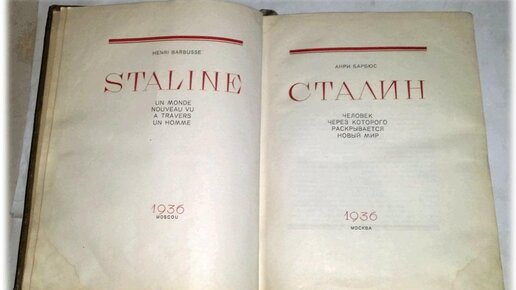 HENRI BARBUSSE
STALINE
UN MONDE
NOUVEAU VU
A TRAVERS
UN HOMME
1936
MOSCOU
АНРИ БАРБЮС
СТАЛИН
ЧЕЛОВЕК
ЧЕРЕЗ КОТОРОГО
РАСКРЫВАЕТСЯ
НОВЫЙ МИР
1936
МОСКВА